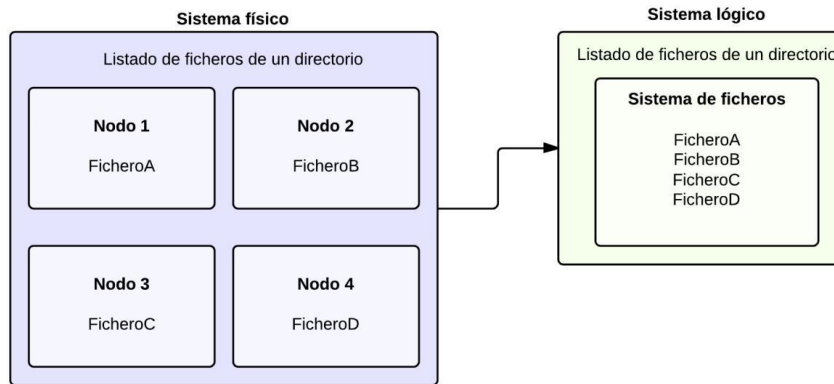 Sistema físico
Listado de ficheros de un directorio
Nodo 1
FicheroA
Nodo 2
FicheroB
Nodo 3
FicheroC
Nodo 4
FicheroD
Sistema lógico
Listado de ficheros de un directorio
Sistema de ficheros
FicheroA
FicheroB
FicheroC
FicheroD